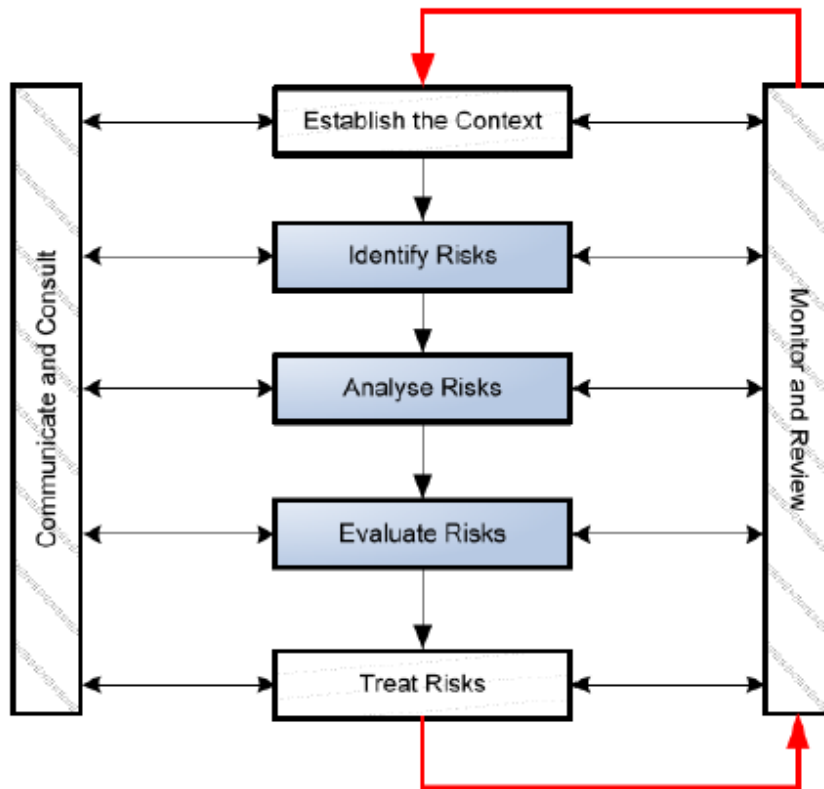 Establish the Context
Identify Risks
Analyse Risks
Evaluate Risks
Treat Risks
Communicate and Consult
Monitor and Review